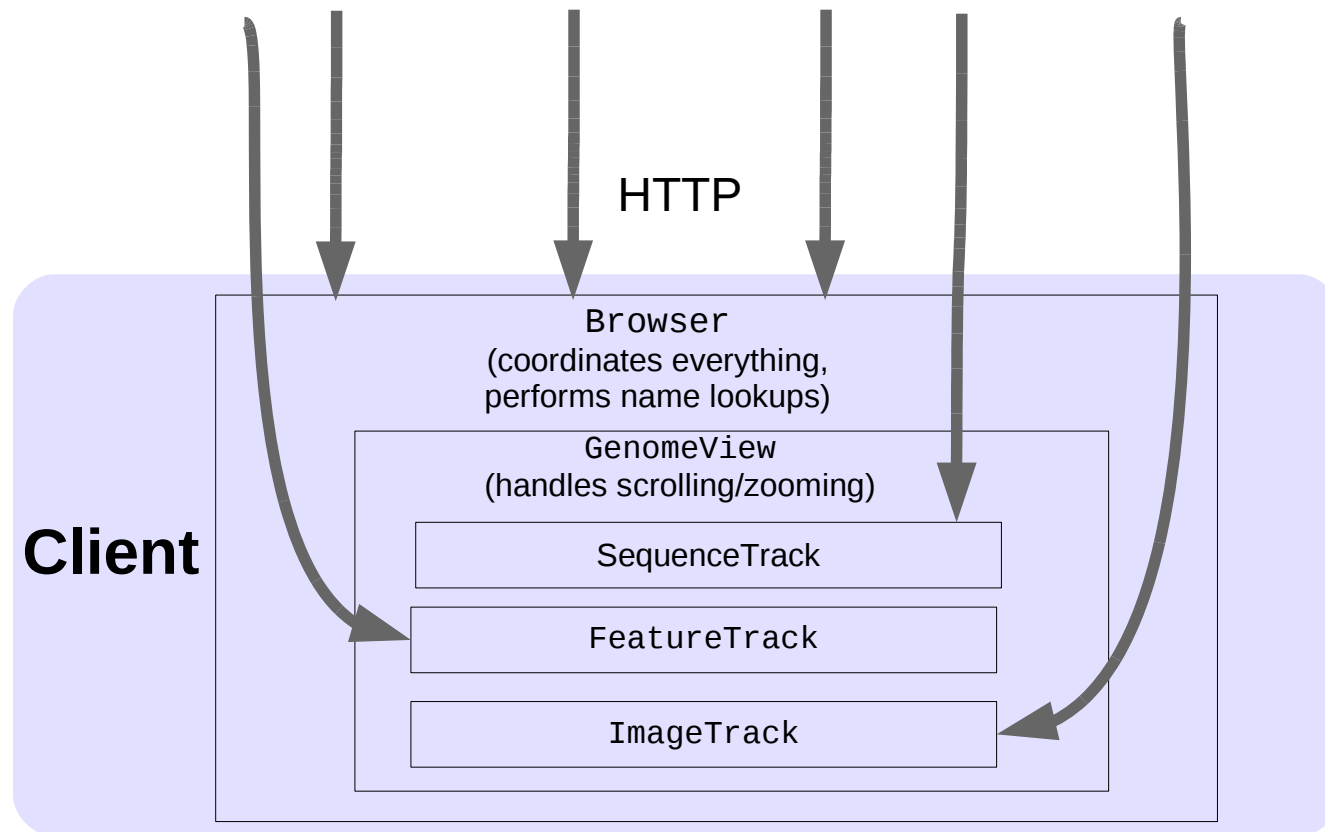 HTTP
Browser
(coordinates everything,
performs name lookups)
GenomeView
(handles scrolling/zooming)
Client
SequenceTrack
FeatureTrack
ImageTrack